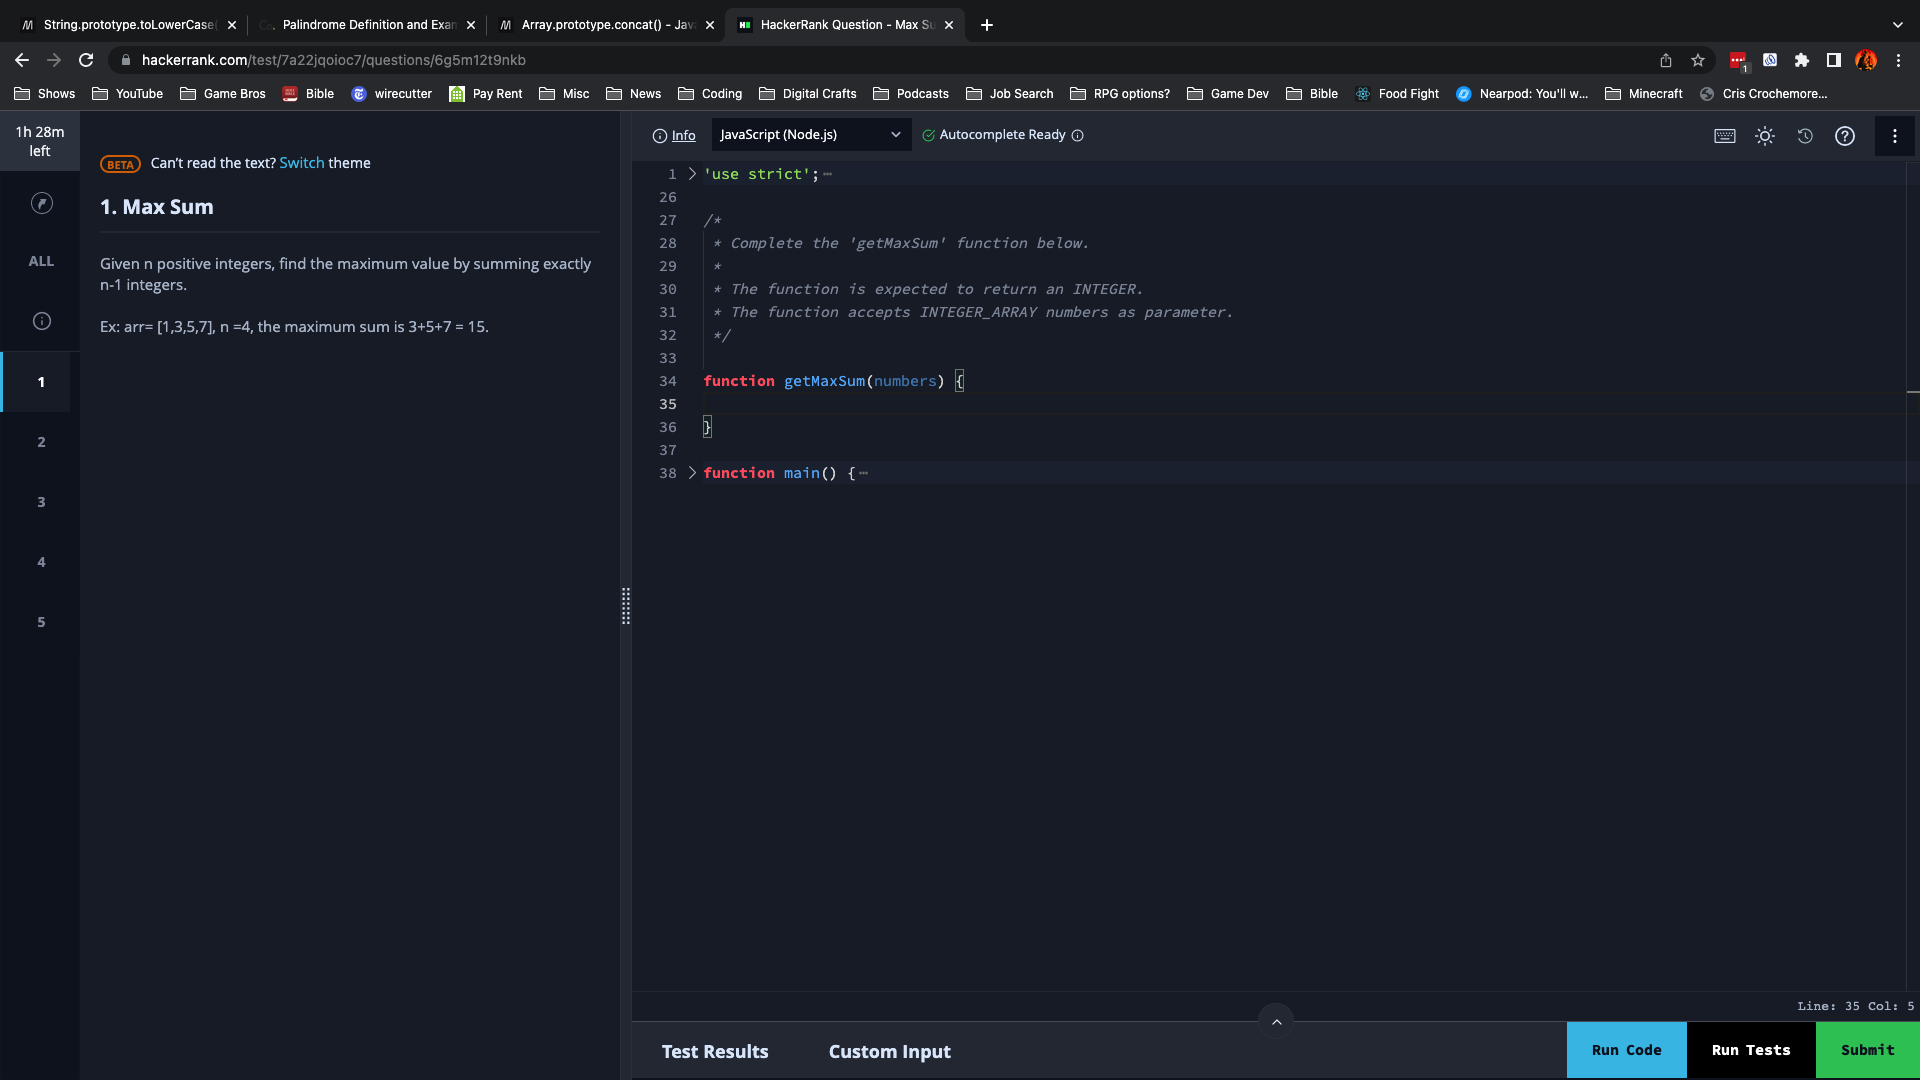 String.prototype.toLowerCase(
Palindrome Definition and Exam
Array.prototype.concat() - Java
HackerRank Question - Max Su
hackerrank.com/test/7a22jqoioc7/questions/6g5m12t9nkb
1
Shows YouTube Game Bros Bible wirecutter Pay Rent Misc News Coding Digital Crafts Podcasts Job Search RPG options? Game Dev Bible Food Fight Nearpod: You'll w... Minecraft Cris Crochemore...
1h 28m
left
ALL
1
2
3
4
5
BETA Can't read the text? Switch theme
1. Max Sum
Given n positive integers, find the maximum value by summing exactly
n-1 integers.
Ex: arr= [1,3,5,7], n =4, the maximum sum is 3+5+7 = 15.
Info JavaScript (Node.js) Autocomplete Ready
1 'use strict';
26
27 /*
28 * Complete the 'getMaxSum' function below.
29 *
30 * The function is expected to return an INTEGER.
31 * The function accepts INTEGER_ARRAY numbers as parameter.
32 */
33
34 function getMaxSum(numbers) {
35
36 }
37
38 function main() {
Line: 35 Col: 5
Test Results Custom Input Run Code Run Tests Submit